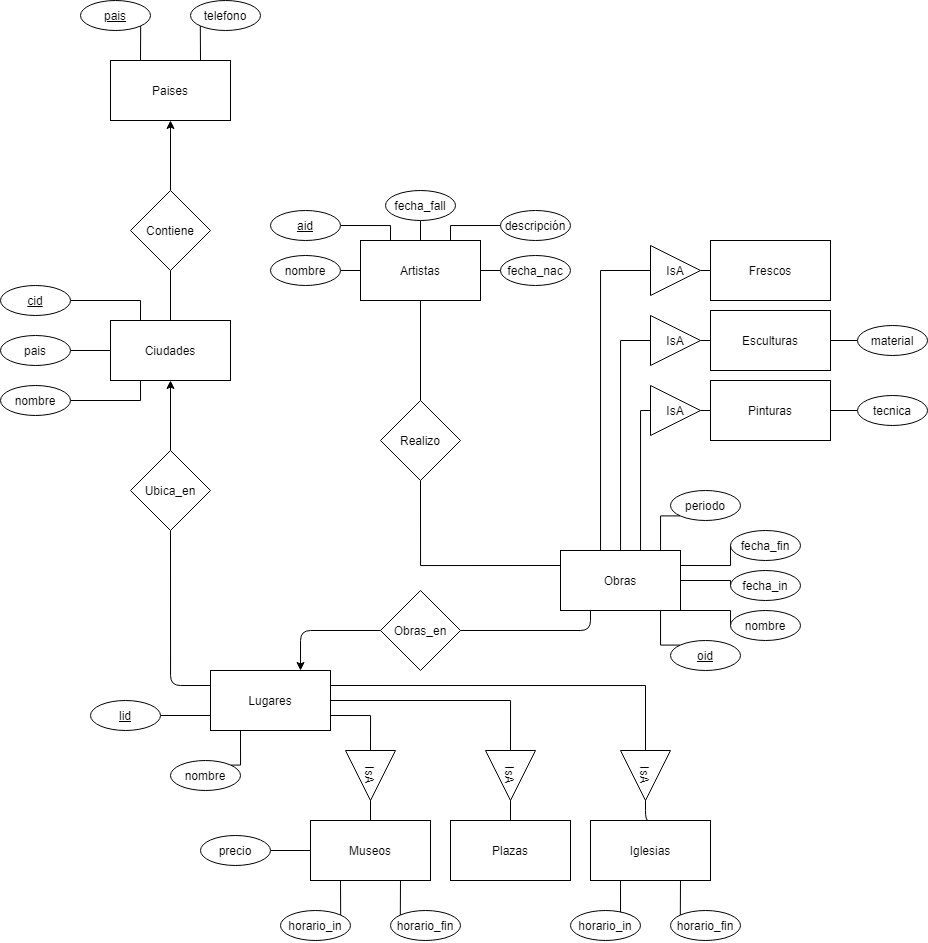 pais
telefono
Paises
Contiene
cid
pais
nombre
Ciudades
Ubica_en
fecha_fall
aid
descripción
nombre
Artistas
fecha_nac
Realizo
IsA
Frescos
IsA
Esculturas
material
IsA
Pinturas
tecnica
periodo
fecha_fin
Obras
fecha_in
nombre
oid
Obras_en
Lugares
lid
nombre
IsA
IsA
IsA
precio
Museos
Plazas
Iglesias
horario_in
horario_fin
horario_in
horario_fin